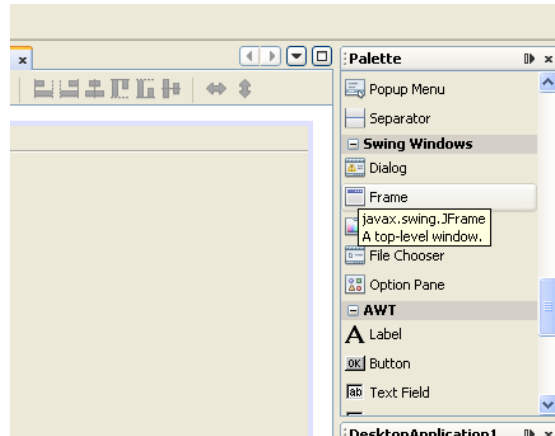 Palette
Popup Menu
Separator
Swing Windows
Dialog
Frame
javax.swing.JFrame
A top-level window.
File Chooser
Option Pane
AWT
A Label
OK Button
ab Text Field
DesktopApplication1